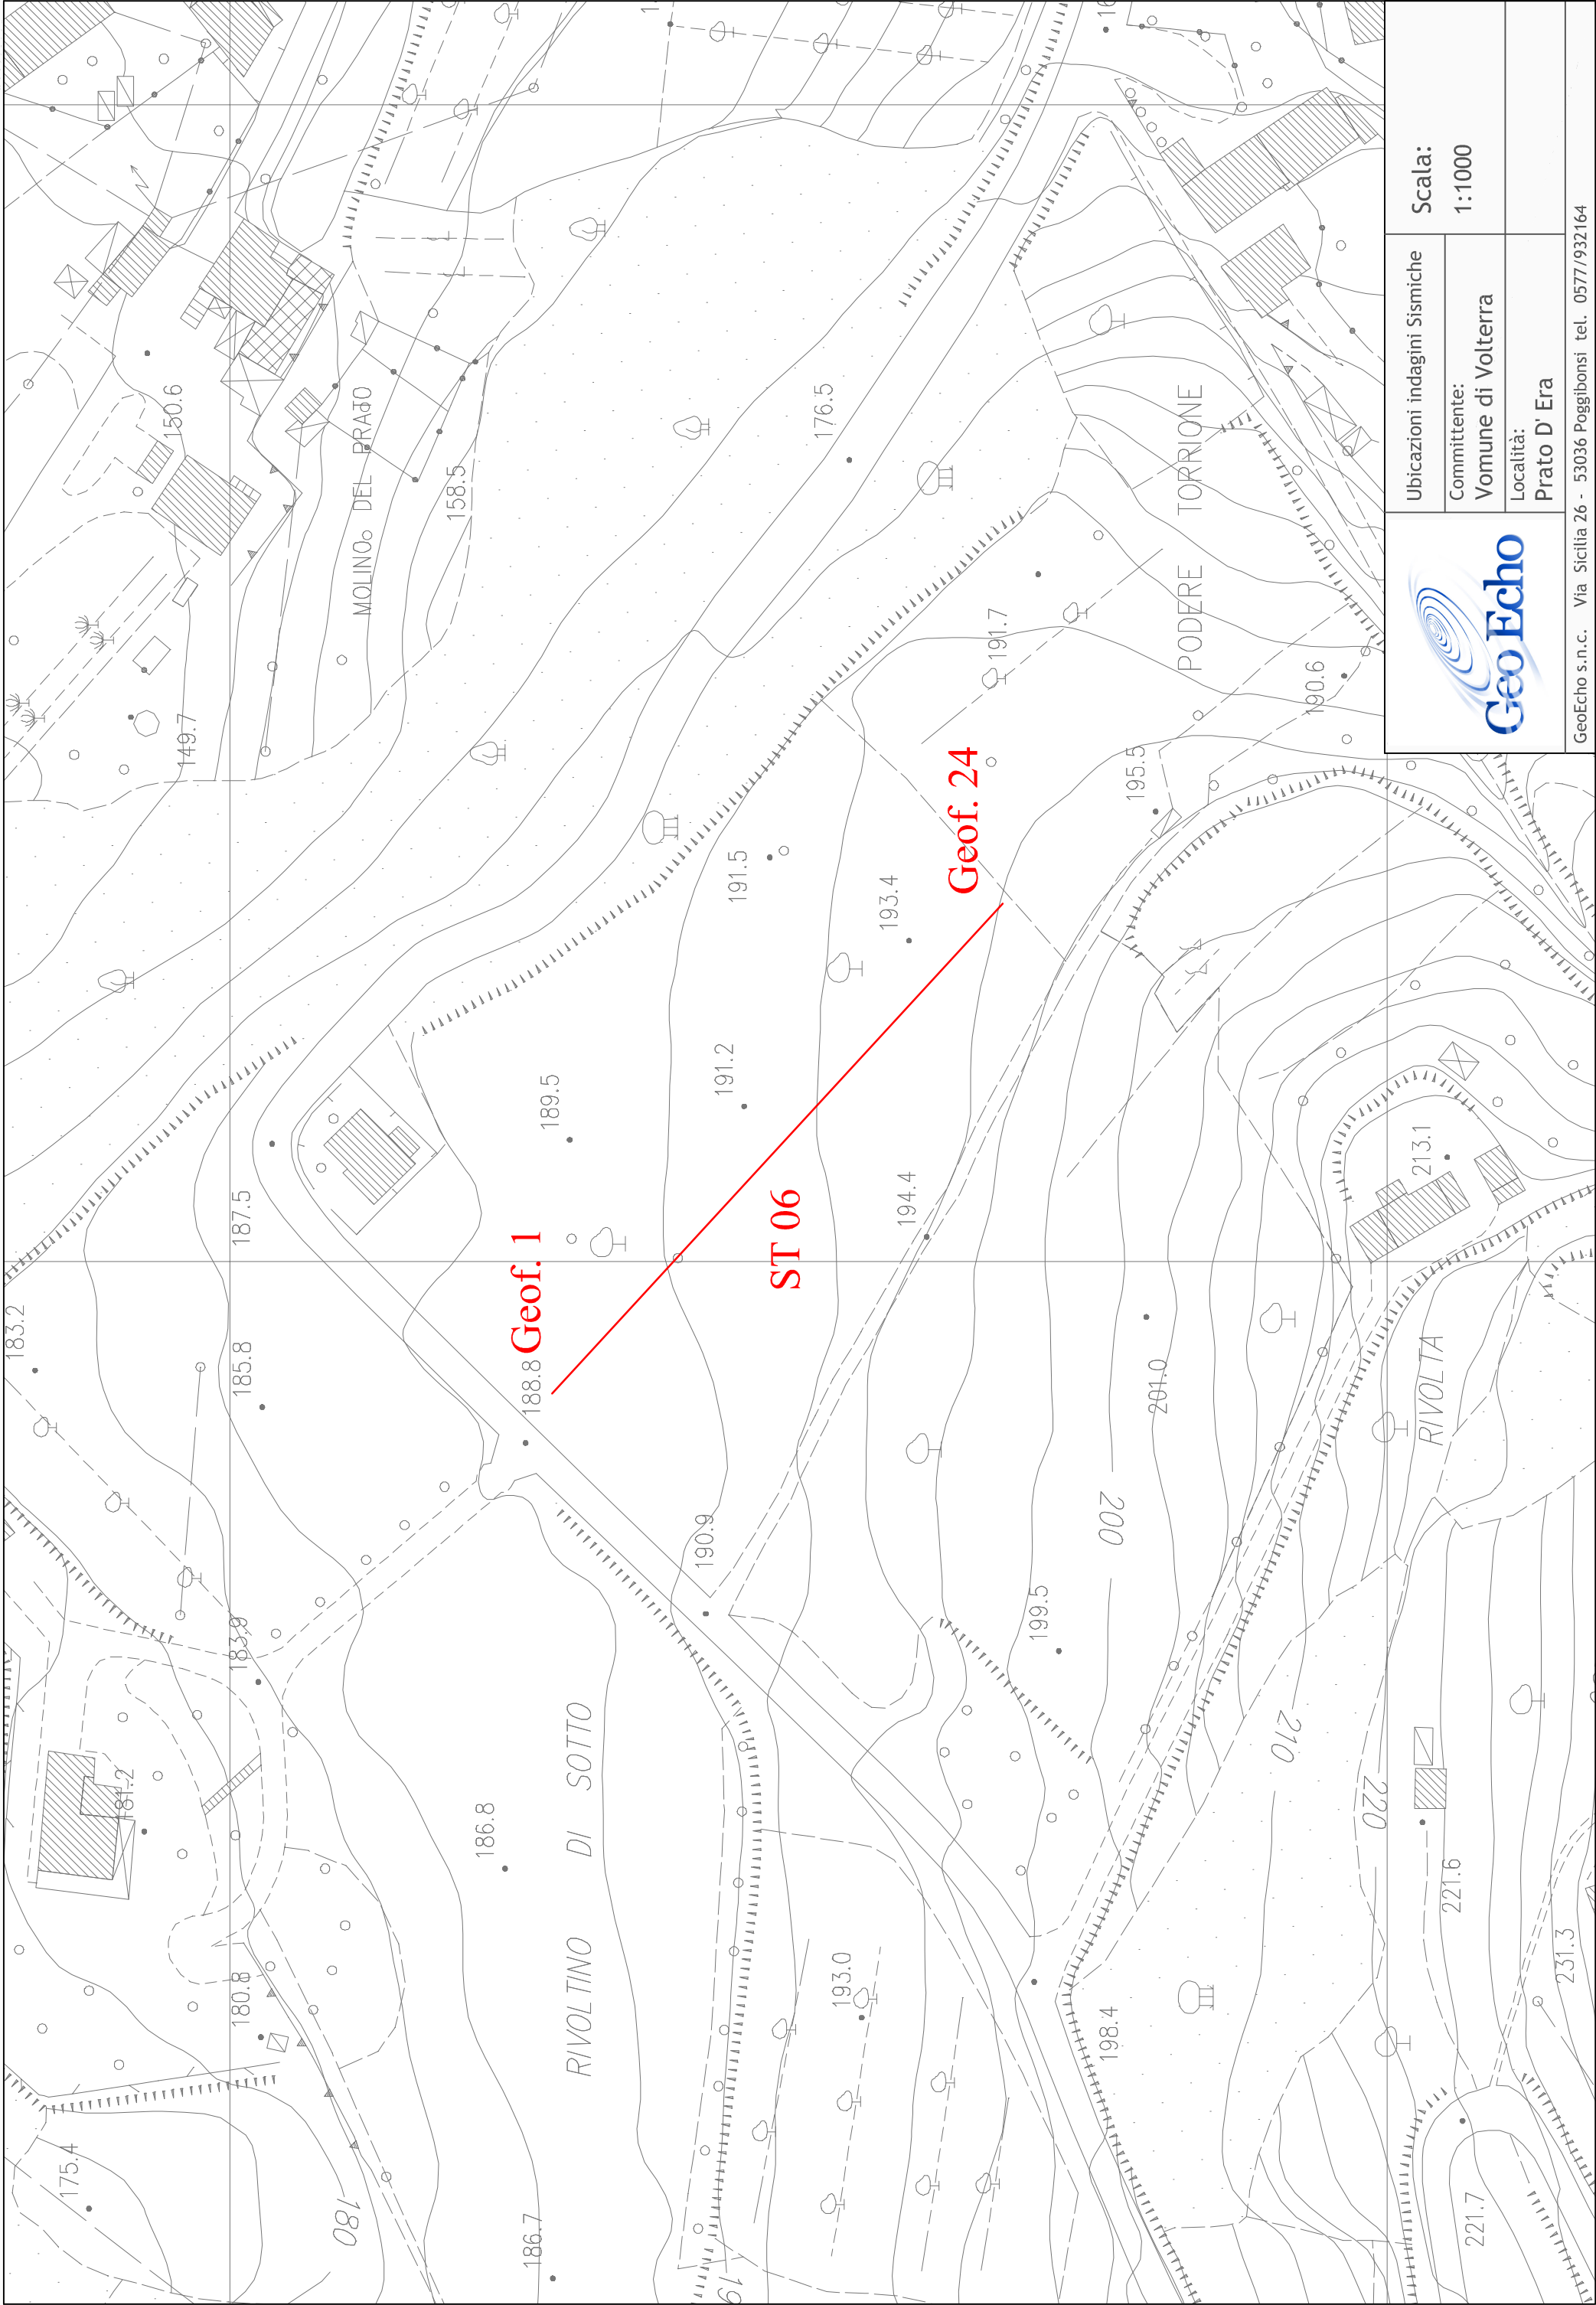 Geof. 1
Geof. 24
ST 06
183.2
175.4
181.2
180.8
183.9
185.8
187.5
149.7
150.6
180
MOLINO DEL PRATO
158.5
186.8
186.7
188.8
189.5
RIVOLTINO DI SOTTO
190.9
191.2
191.5
176.5
193.0
194.4
193.4
191.7
199.5
198.4
200
201.0
195.5
PODERE TORRIONE
190.6
210
220
213.1
RIVOLTA
221.6
221.7
231.3
Geo Echo
Ubicazioni indagini Sismiche
Committente:
Vomune di Volterra
Località:
Prato D' Era
Scala:
1:1000
GeoEcho s.n.c. Via Sicilia 26 - 53036 Poggibonsi tel. 0577/932164